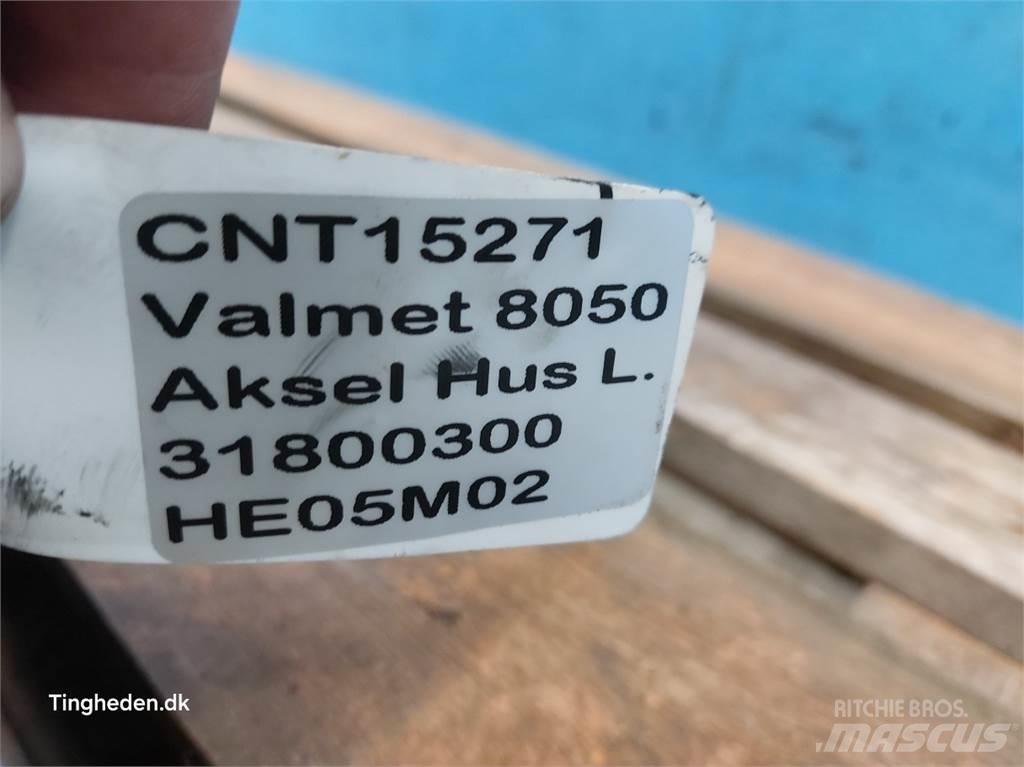 CNT15271
Valmet 8050
Aksel Hus L.
31800300
HE05M02
Tingheden.dk
RITCHIE BROS.
MASCUS